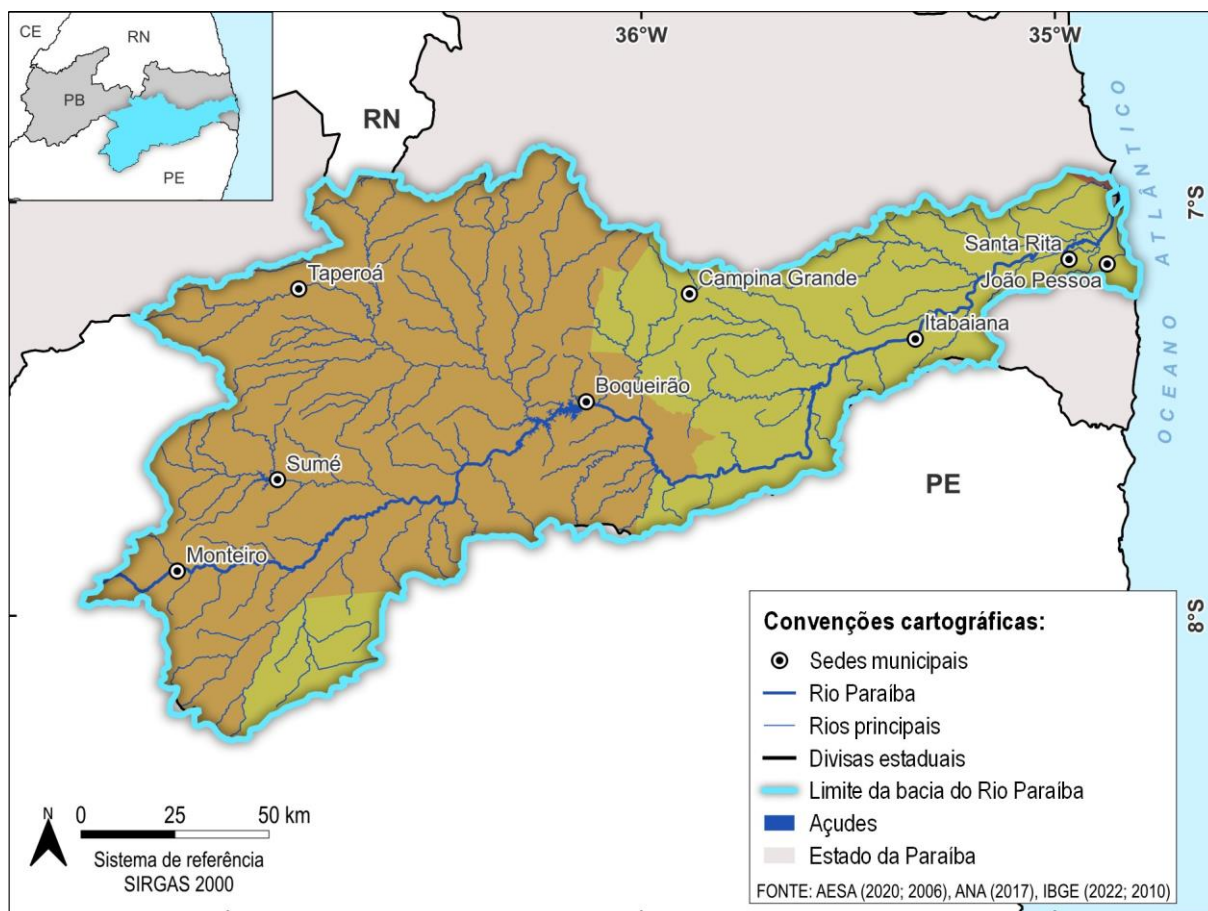 CE
RN
PB
PE
36°W
35°W
RN
7°S
OCEANO ATLÂNTICO
Santa Rita
João Pessoa
Taperoá
Campina Grande
Itabaiana
Boqueirão
Sumé
PE
Monteiro
8°S
Convenções cartográficas:
Sedes municipais
Rio Paraíba
Rios principais
Divisas estaduais
Limite da bacia do Rio Paraíba
Açudes
Estado da Paraíba
FONTE: AESA (2020; 2006), ANA (2017), IBGE (2022; 2010)
N
0 25 50 km
Sistema de referência
SIRGAS 2000